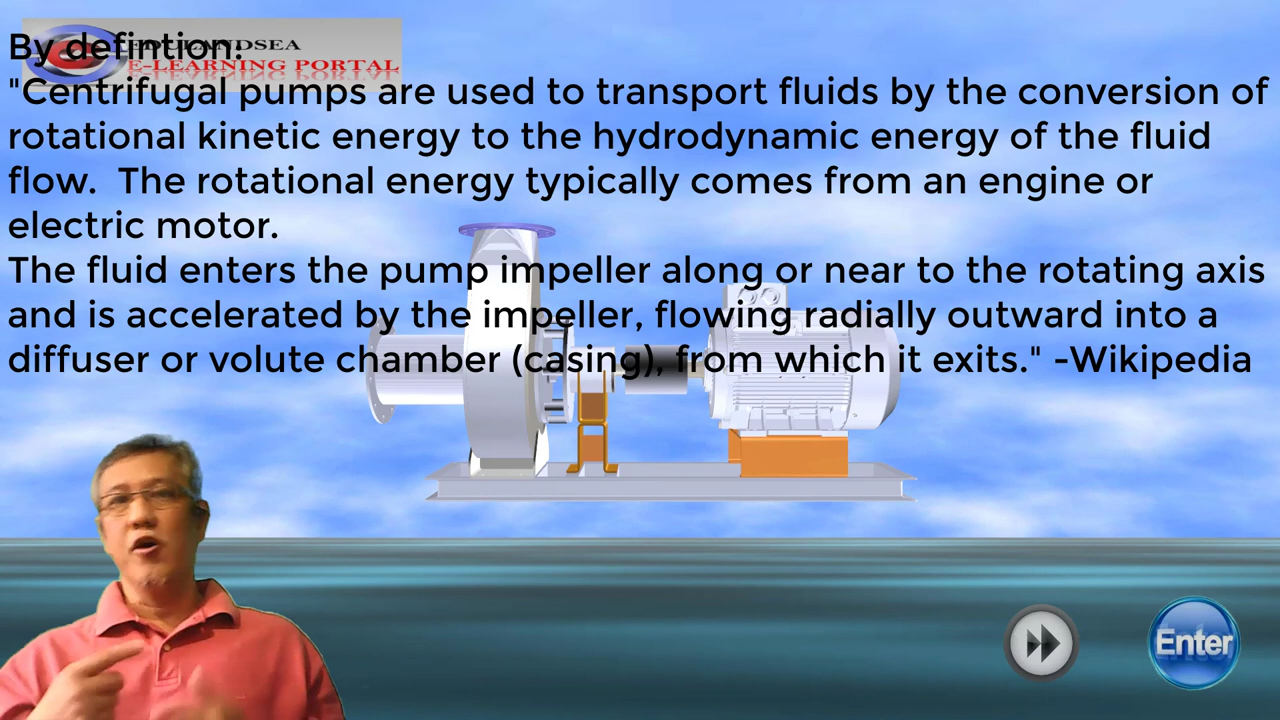 EDULANDSEA
E-LEARNING PORTAL
By defintion:
"Centrifugal pumps are used to transport fluids by the conversion of
rotational kinetic energy to the hydrodynamic energy of the fluid
flow.  The rotational energy typically comes from an engine or
electric motor.
The fluid enters the pump impeller along or near to the rotating axis
and is accelerated by the impeller, flowing radially outward into a
diffuser or volute chamber (casing), from which it exits." -Wikipedia
Enter